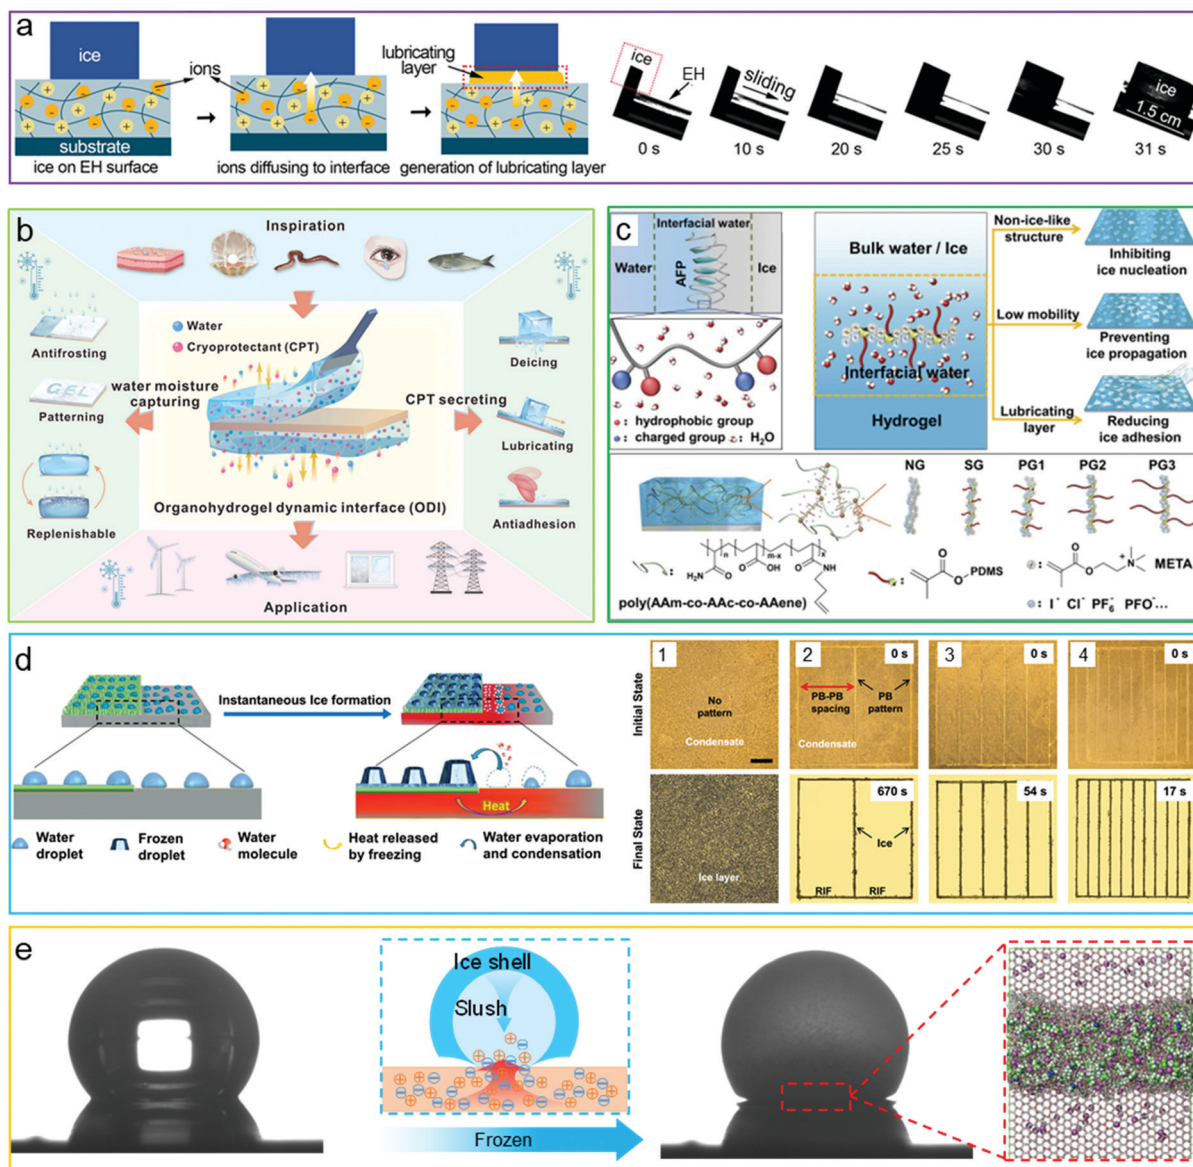 a
ice
ions
lubricating
layer
substrate
ice on EH surface
ions diffusing to interface
generation of lubricating layer
ice
EH
sliding
ice
1.5 cm
0 s
10 s
20 s
25 s
30 s
31 s
b
Inspiration
Water
Cryoprotectant (CPT)
Antifrosting
Patterning
Replenishable
water moisture
capturing
CPT secreting
Deicing
Lubricating
Antiadhesion
GEL
Organohydrogel dynamic interface (ODI)
Application
c
Interfacial water
Water
AFP
Ice
: hydrophobic group
: charged group
: H₂O
Bulk water / Ice
Interfacial water
Hydrogel
Non-ice-like
structure
Inhibiting
ice nucleation
Low mobility
Preventing
ice propagation
Lubricating
layer
Reducing
ice adhesion
NG
SG
PG1
PG2
PG3
n
m-x
x
H₂N
O
OH
O
O
NH
poly(AAm-co-AAc-co-AAene)
:
O
O
PDMS
:
O
O
N
+
META
: I⁻ Cl⁻ PF₆⁻ PFO⁻...
d
Instantaneous Ice formation
Heat
Water
droplet
Frozen
droplet
Water
molecule
Heat released
by freezing
Water evaporation
and condensation
Initial State
Final State
1
No
pattern
Condensate
2
0 s
PB-PB
spacing
PB
pattern
Condensate
3
0 s
4
0 s
Ice layer
670 s
Ice
RIF
RIF
54 s
17 s
e
Ice shell
Slush
Frozen